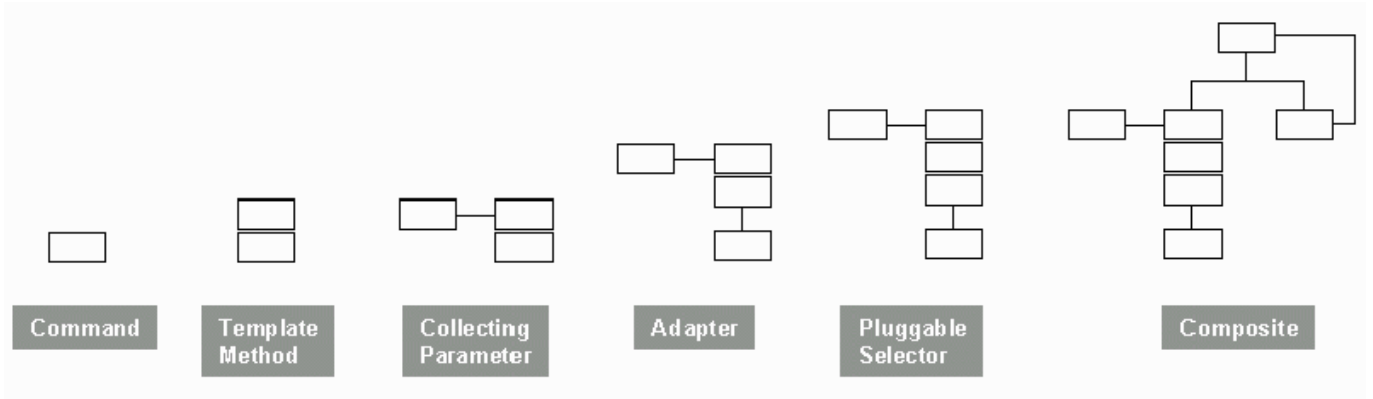 Command
Template
Method
Collecting
Parameter
Adapter
Pluggable
Selector
Composite